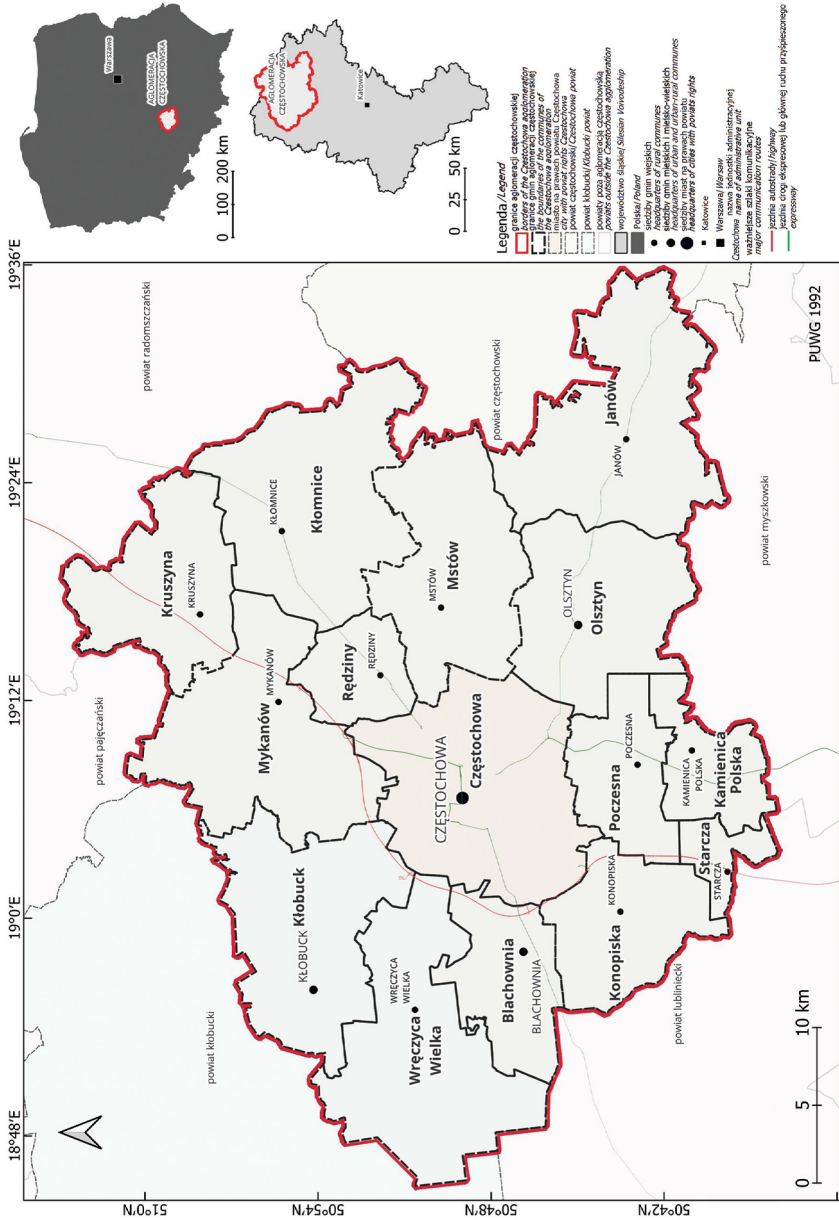 19°36'E
19°24'E
19°12'E
19°0'E
18°48'E
51°0'N
50°54'N
50°48'N
50°42'N
powiat radomszczański
powiat pajęczański
powiat kłobucki
powiat częstochowski
powiat myszkowski
powiat lubliniecki
Kruszyna
KRUSZYNA
KŁOMNICE
Kłomnice
Mykanów
MYKANÓW
Rędziny
RĘDZINY
MSTÓW
Mstów
JANÓW
Janów
OLSZTYN
Olsztyn
CZĘSTOCHOWA
Częstochowa
KŁOBUCK
Kłobuck
WRĘCZYCA
WIELKA
Wręczyca
Wielka
Blachownia
BLACHOWNIA
Konopiska
KONOPISKA
Poczesna
POCZESNA
KAMIENICA
POLSKA
Kamienica
Polska
Starcza
STARCZA
0 5 10 km
PUWG 1992
Warszawa
AGLOMERACJA
CZĘSTOCHOWSKA
0 100 200 km
AGLOMERACJA
CZĘSTOCHOWSKA
Katowice
0 25 50 km
Legenda/Legend
granice aglomeracji częstochowskiej
borders of the Częstochowa agglomeration
granice gmin aglomeracji częstochowskiej
the boundaries of the communes of
the Częstochowa agglomeration
miasto na prawach powiatu Częstochowa
city with poviat rights Częstochowa
powiat częstochowski/Częstochowa poviat
powiat kłobucki/Kłobucki poviat
powiaty poza aglomeracją częstochowską
poviats outside the Częstochowa agglomeration
województwo śląskie/Silesian Voivodeship
Polska/Poland
siedziby gmin wiejskich
headquarters of rural communes
siedziby gmin miejskich i miejsko-wiejskich
headquarters of urban and urban-rural communes
siedziby miast na prawach powiatu
headquarters of cities with poviats rights
Katowice
Warszawa/Warsaw
Częstochowa nazwa jednostki administracyjnej
name of administrative unit
ważniejsze szlaki komunikacyjne
major communication routes
jezdnia autostrady/highway
jezdnia drogi ekspresowej lub głównej ruchu przyśpieszonego
expressway